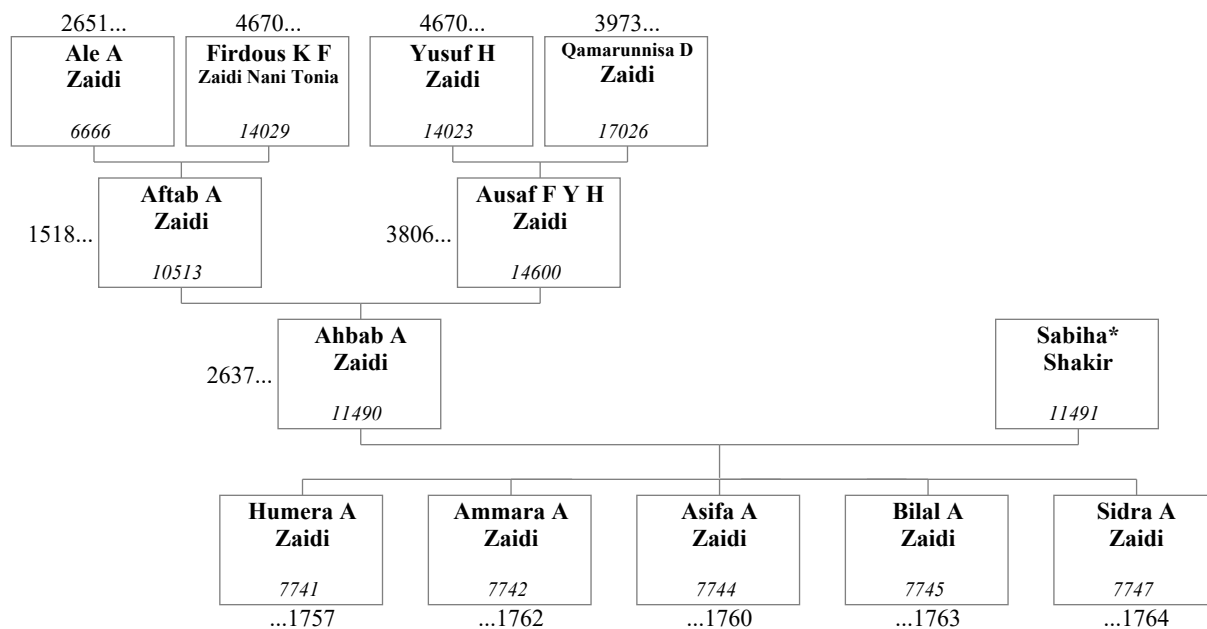 2651...
4670...
4670...
3973...
Ale A
Zaidi
6666
Firdous K F
Zaidi Nani Tonia
14029
Yusuf H
Zaidi
14023
Qamarunnisa D
Zaidi
17026
1518...
Aftab A
Zaidi
10513
3806...
Ausaf F Y H
Zaidi
14600
2637...
Ahbab A
Zaidi
11490
Sabiha*
Shakir
11491
Humera A
Zaidi
7741
...1757
Ammara A
Zaidi
7742
...1762
Asifa A
Zaidi
7744
...1760
Bilal A
Zaidi
7745
...1763
Sidra A
Zaidi
7747
...1764